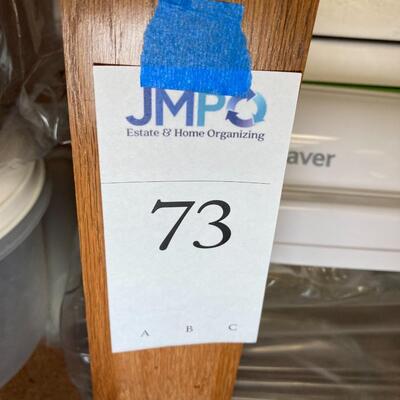 JMPO
Estate & Home Organizing
aver
73
A B C